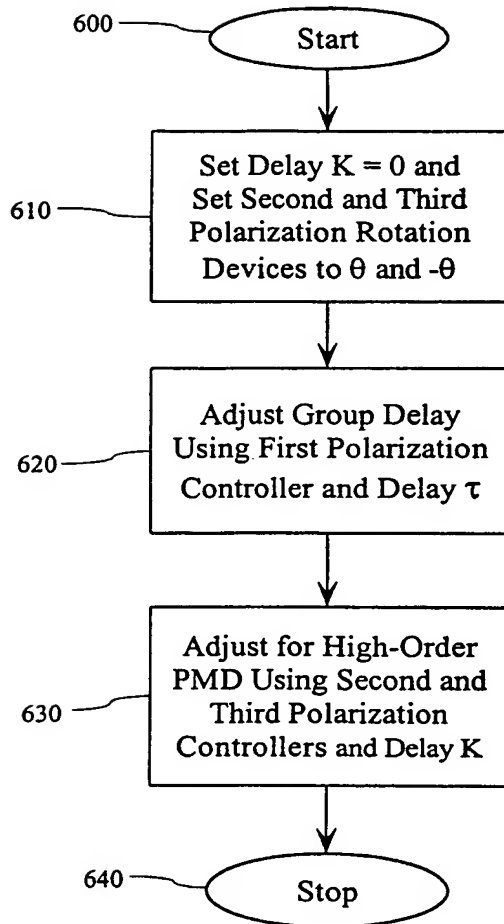 600
Start
610
Set Delay K = 0 and
Set Second and Third
Polarization Rotation
Devices to θ and -θ
620
Adjust Group Delay
Using First Polarization
Controller and Delay τ
630
Adjust for High-Order
PMD Using Second and
Third Polarization
Controllers and Delay K
640
Stop